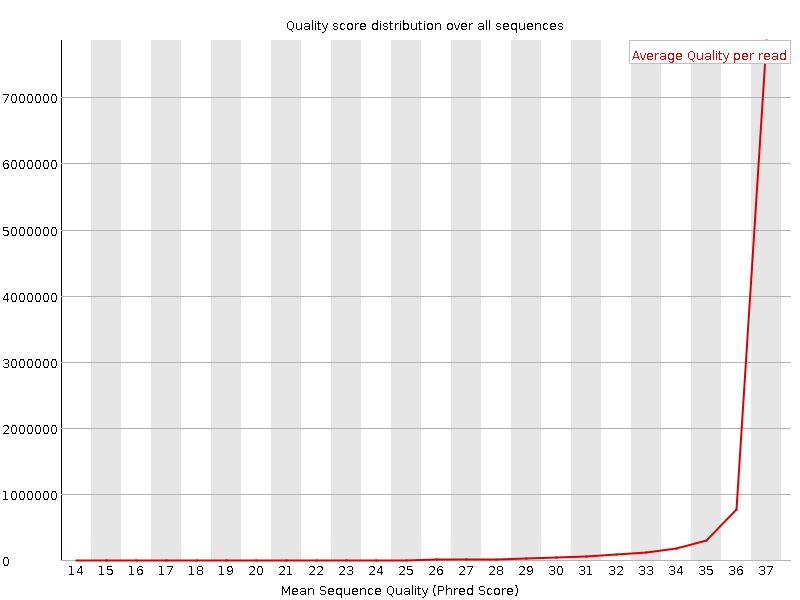 Quality score distribution over all sequences
Average Quality per read
7000000
6000000
5000000
4000000
3000000
2000000
1000000
0
14 15 16 17 18 19 20 21 22 23 24 25 26 27 28 29 30 31 32 33 34 35 36 37
Mean Sequence Quality (Phred Score)